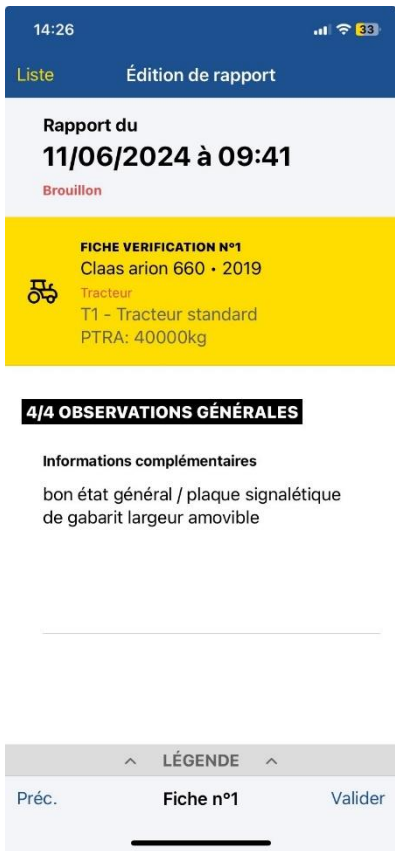 14:26
33
Liste
Édition de rapport
Rapport du
11/06/2024 à 09:41
Brouillon
FICHE VERIFICATION Nº1
Claas arion 660 • 2019
Tracteur
T1 - Tracteur standard
PTRA: 40000kg
4/4 OBSERVATIONS GÉNÉRALES
Informations complémentaires
bon état général / plaque signalétique
de gabarit largeur amovible
LÉGENDE
Préc.
Fiche n°1
Valider